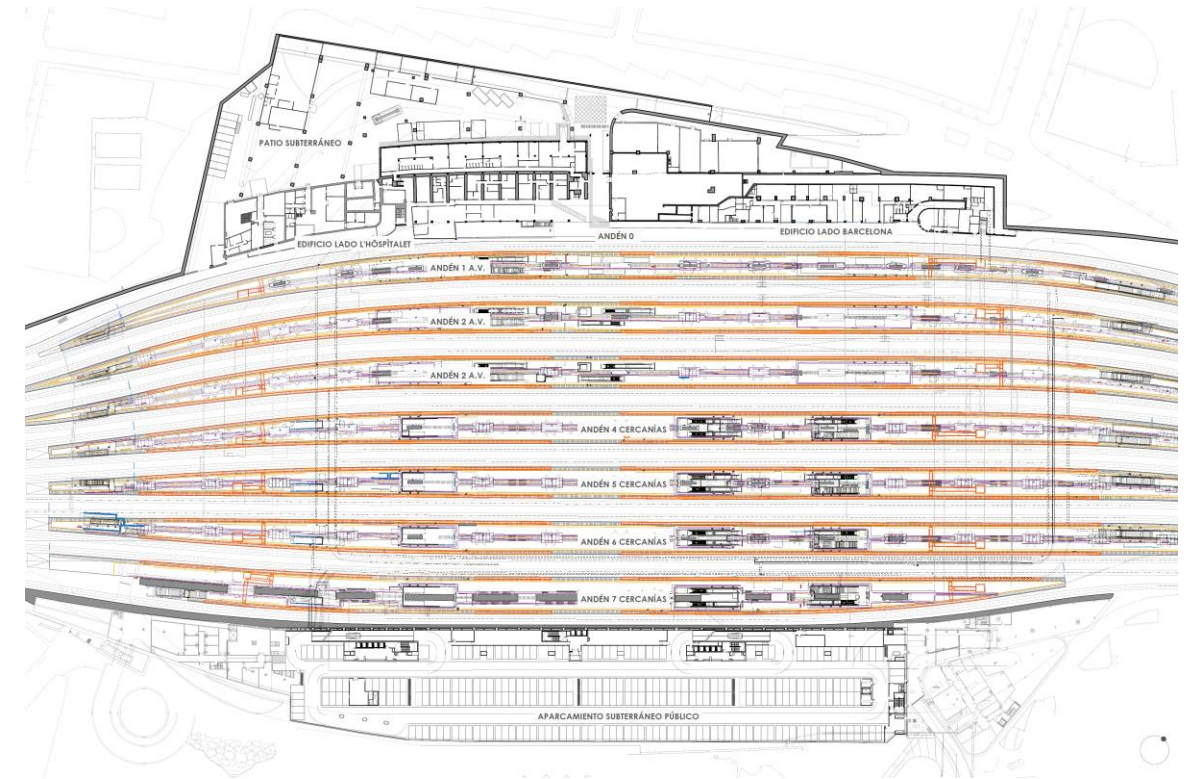 PATIO SUBTERRÁNEO
EDIFICIO LADO L'HÒSPÌTALET
ANDÉN 0
EDIFICIO LADO BARCELONA
ANDÉN 1 A.V.
ANDÉN 2 A.V.
ANDÉN 2 A.V.
ANDÉN 4 CERCANÍAS
ANDÉN 5 CERCANÍAS
ANDÉN 6 CERCANÍAS
ANDÉN 7 CERCANÍAS
APARCAMIENTO SUBTERRÁNEO PÚBLICO